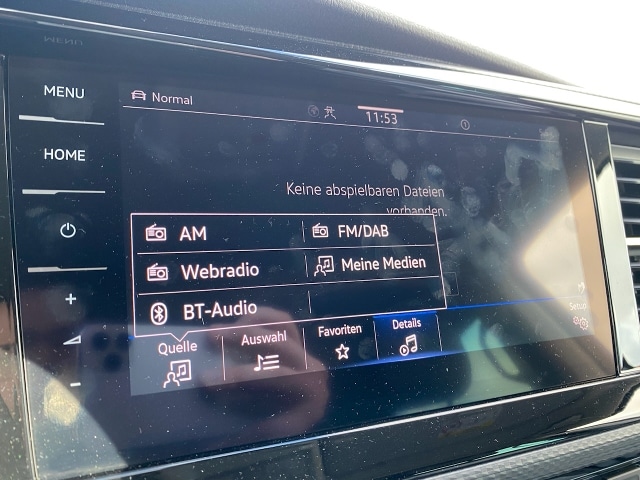 MENU
HOME
Normal
11:53
Keine abspielbaren Dateien
vorhanden.
AM
FM/DAB
Webradio
Meine Medien
BT-Audio
Quelle
Auswahl
Favoriten
Details
Setup